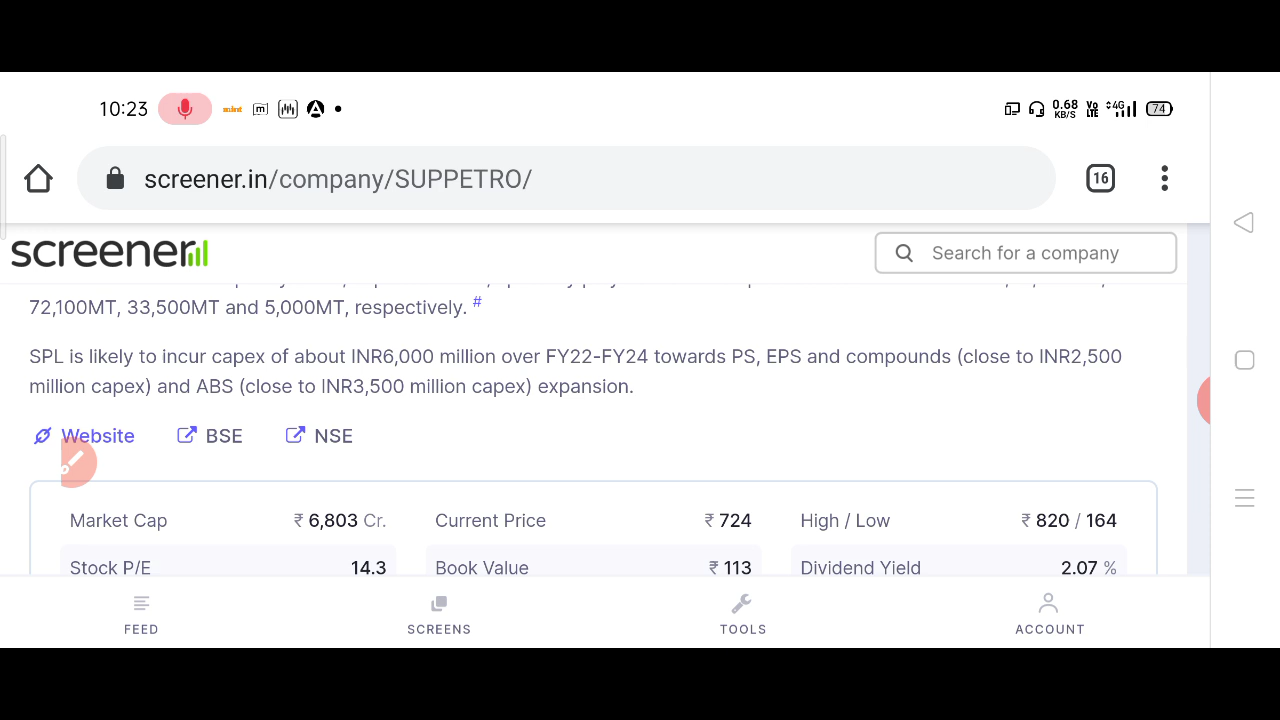 10:23
mint
m
0.68 KB/S
Vo LTE
4G
74
screener.in/company/SUPPETRO/
16
screener
Search for a company
72,100MT, 33,500MT and 5,000MT, respectively. #
SPL is likely to incur capex of about INR6,000 million over FY22-FY24 towards PS, EPS and compounds (close to INR2,500
million capex) and ABS (close to INR3,500 million capex) expansion.
Website BSE NSE
Market Cap ₹ 6,803 Cr. Current Price ₹ 724 High / Low ₹ 820 / 164
Stock P/E 14.3 Book Value ₹ 113 Dividend Yield 2.07 %
FEED SCREENS TOOLS ACCOUNT